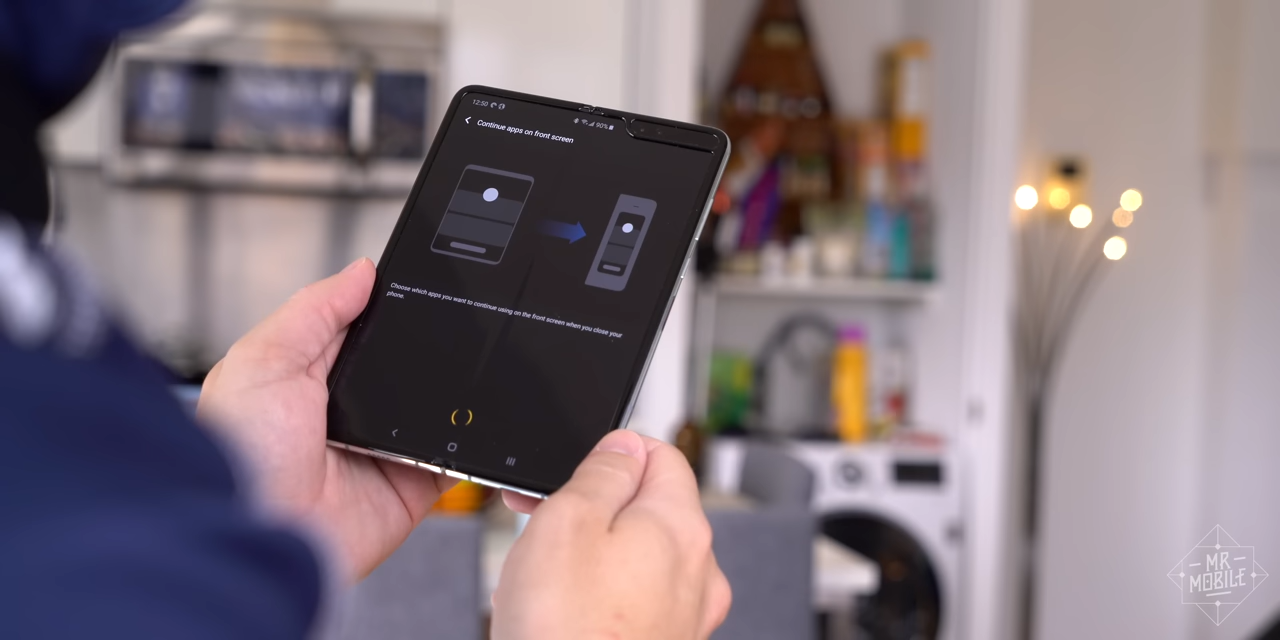 12:50
90%
Continue apps on front screen
Choose which apps you want to continue using on the front screen when you close your
phone.
MR
MOBILE